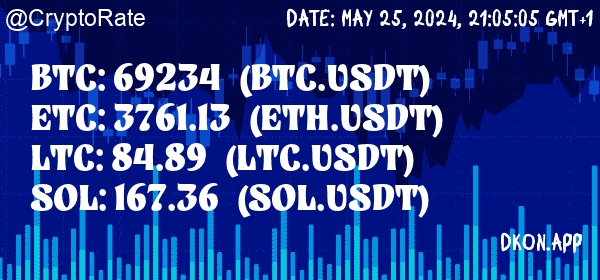 @CryptoRate
DATE: MAY 25, 2024, 21:05:05 GMT+1
BTC: 69234 (BTC.USDT)
ETC: 3761.13 (ETH.USDT)
LTC: 84.89 (LTC.USDT)
SOL: 167.36 (SOL.USDT)
DKON.APP